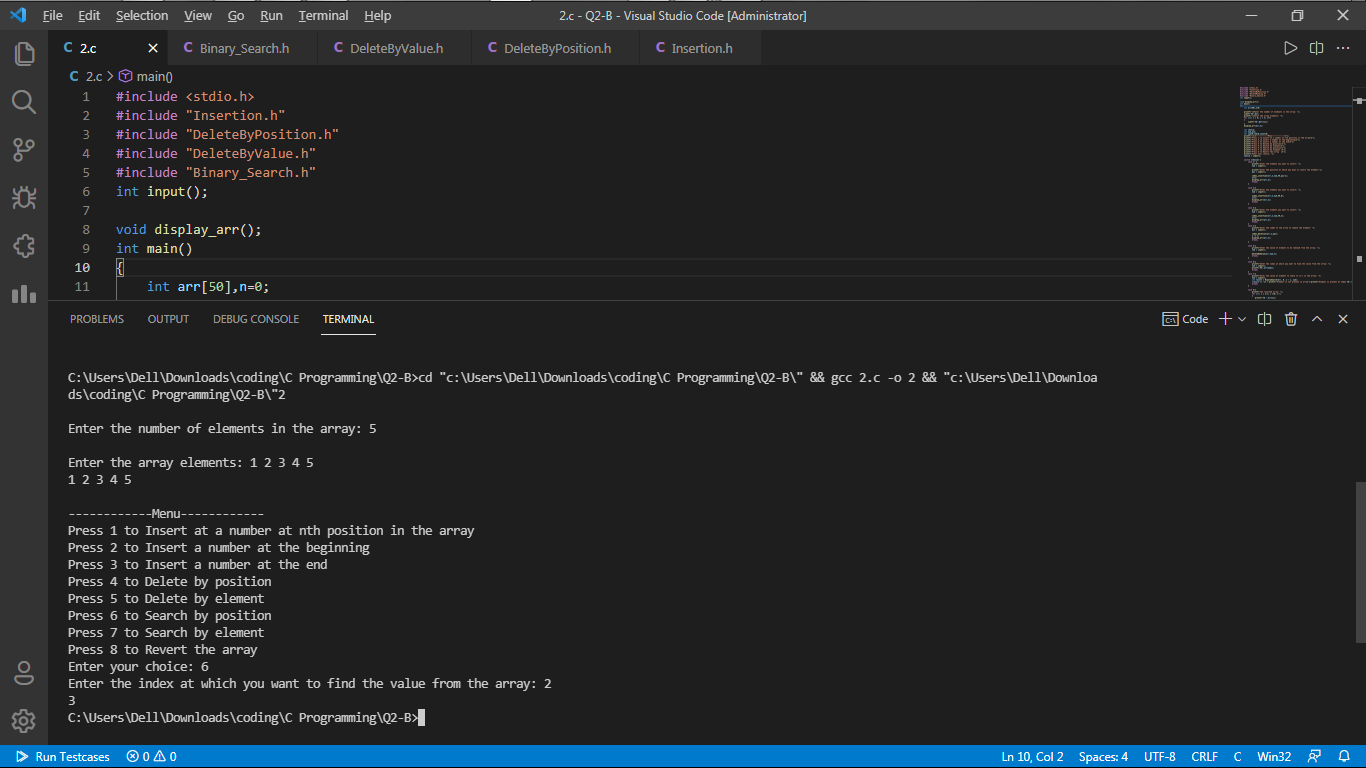 File Edit Selection View Go Run Terminal Help 2.c - Q2-B - Visual Studio Code [Administrator]
C 2.c C Binary_Search.h C DeleteByValue.h C DeleteByPosition.h C Insertion.h
C 2.c > main()
1 #include <stdio.h>
2 #include "Insertion.h"
3 #include "DeleteByPosition.h"
4 #include "DeleteByValue.h"
5 #include "Binary_Search.h"
6 int input();
7
8 void display_arr();
9 int main()
10 {
11 int arr[50],n=0;
PROBLEMS OUTPUT DEBUG CONSOLE TERMINAL Code
C:\Users\Dell\Downloads\coding\C Programming\Q2-B>cd "c:\Users\Dell\Downloads\coding\C Programming\Q2-B\" && gcc 2.c -o 2 && "c:\Users\Dell\Downloa
ds\coding\C Programming\Q2-B\"2
Enter the number of elements in the array: 5
Enter the array elements: 1 2 3 4 5
1 2 3 4 5
------------Menu------------
Press 1 to Insert at a number at nth position in the array
Press 2 to Insert a number at the beginning
Press 3 to Insert a number at the end
Press 4 to Delete by position
Press 5 to Delete by element
Press 6 to Search by position
Press 7 to Search by element
Press 8 to Revert the array
Enter your choice: 6
Enter the index at which you want to find the value from the array: 2
3
C:\Users\Dell\Downloads\coding\C Programming\Q2-B>
Run Testcases 0 0 Ln 10, Col 2 Spaces: 4 UTF-8 CRLF C Win32